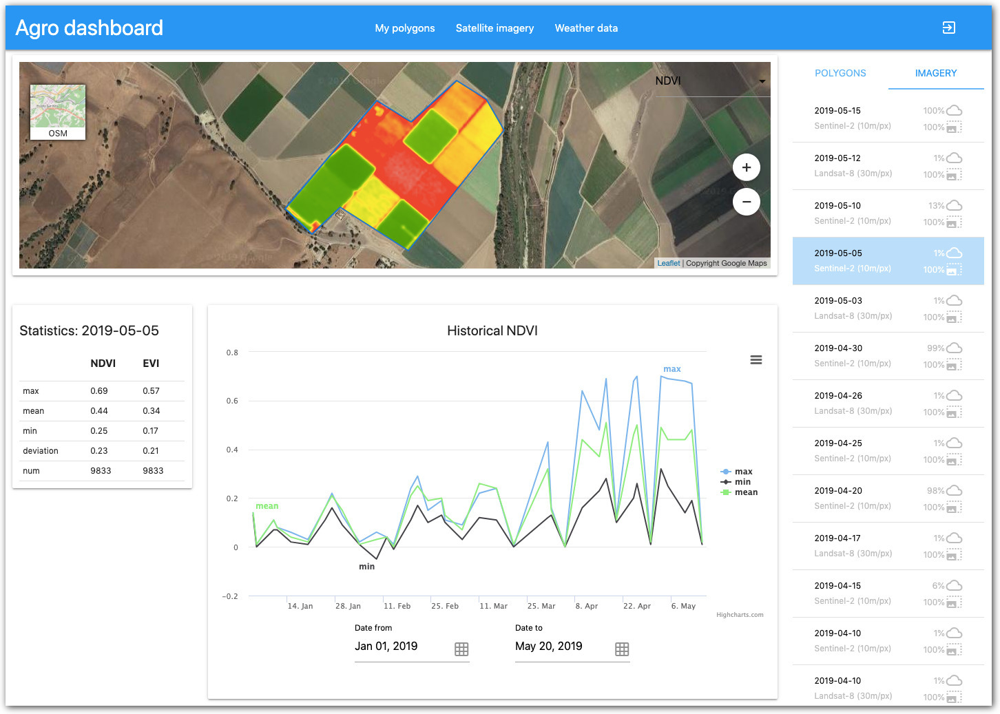 Agro dashboard
My polygons Satellite imagery Weather data
NDVI
OSM
Leaflet | Copyright Google Maps
POLYGONS IMAGERY
2019-05-15 100%
Sentinel-2 (10m/px) 100%
2019-05-12 1%
Landsat-8 (30m/px) 100%
2019-05-10 13%
Sentinel-2 (10m/px) 100%
2019-05-05 1%
Sentinel-2 (10m/px) 100%
2019-05-03 1%
Landsat-8 (30m/px) 100%
2019-04-30 99%
Sentinel-2 (10m/px) 100%
2019-04-26 1%
Landsat-8 (30m/px) 100%
2019-04-25 1%
Sentinel-2 (10m/px) 100%
2019-04-20 98%
Sentinel-2 (10m/px) 100%
2019-04-17 1%
Landsat-8 (30m/px) 100%
2019-04-15 6%
Sentinel-2 (10m/px) 100%
2019-04-10 1%
Sentinel-2 (10m/px) 100%
2019-04-10 1%
Landsat-8 (30m/px) 100%
Statistics: 2019-05-05
NDVI EVI
max 0.69 0.57
mean 0.44 0.34
min 0.25 0.17
deviation 0.23 0.21
num 9833 9833
Historical NDVI
0.8
max
0.6
0.4
max
min
mean
0.2
mean
0
min
-0.2
14. Jan 28. Jan 11. Feb 25. Feb 11. Mar 25. Mar 8. Apr 22. Apr 6. May
Highcharts.com
Date from Date to
Jan 01, 2019 May 20, 2019